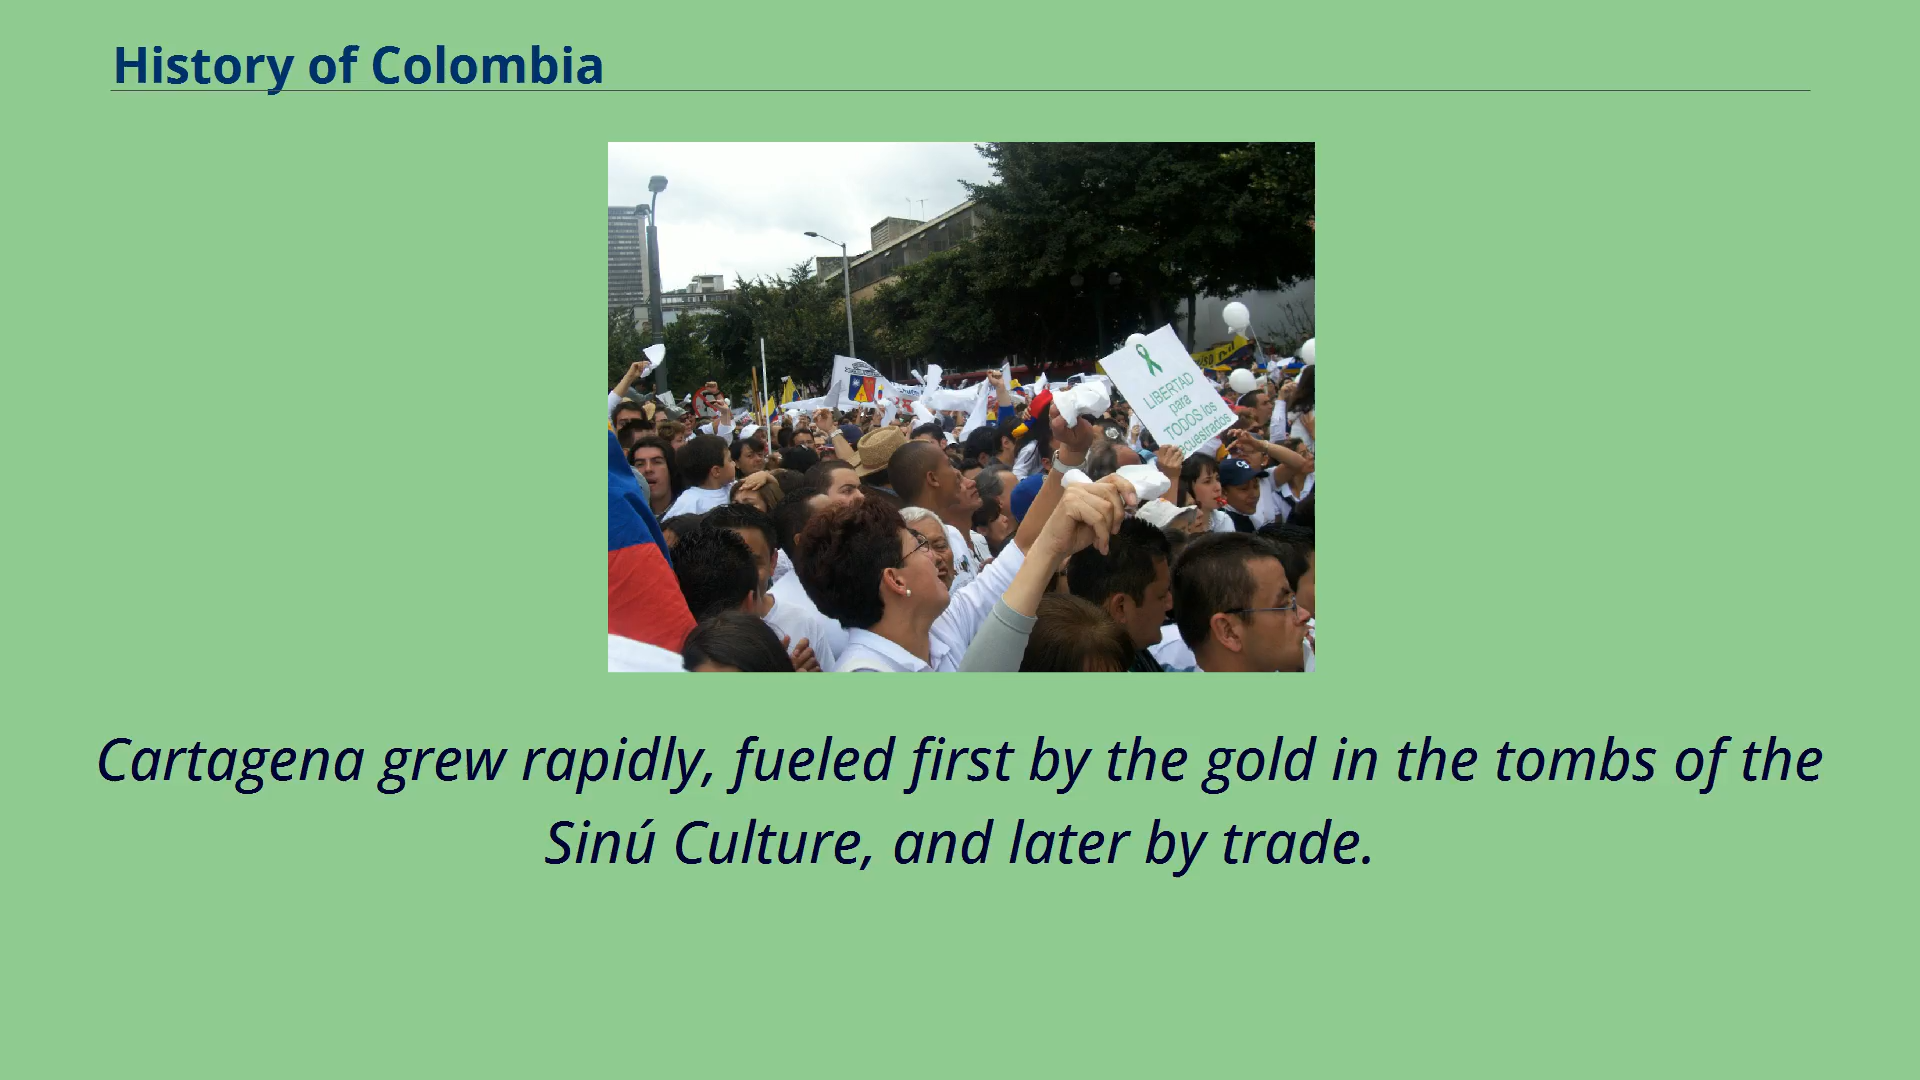 History of Colombia
LIBERTAD
para
TODOS los
Cartagena grew rapidly, fueled first by the gold in the tombs of the
Sinú Culture, and later by trade.